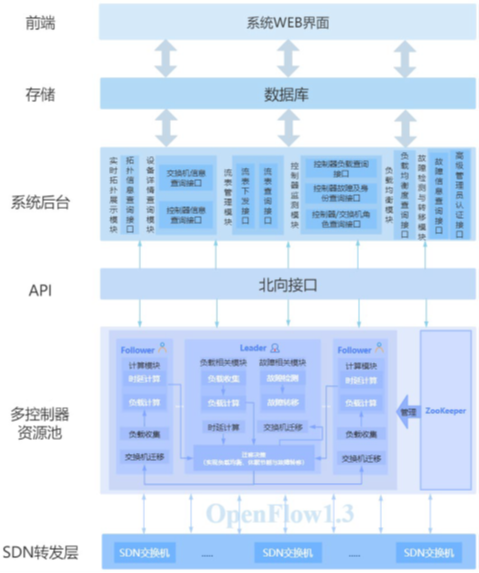 前端
系统WEB界面
存储
数据库
系统后台
实时拓扑展示模块
拓扑信息查询接口
设备详情查询模块
交换机信息
查询接口
控制器信息
查询接口
流表管理模块
流表下发接口
流表查询接口
控制器监测模块
控制器负载查询
接口
控制器故障及身
份查询接口
控制器/交换机角
色查询接口
负载均衡模块
负载均衡度查询接口
故障检测与转移模块
故障信息查询接口
高级管理员认证接口
API
北向接口
多控制器
资源池
Follower
计算模块
时延计算
负载计算
负载收集
交换机迁移
Leader
负载相关模块
负载收集
负载计算
时延计算
故障相关模块
故障检测
故障转移
交换机迁移
迁移决策
Follower
计算模块
时延计算
负载计算
负载收集
交换机迁移
管理
ZooKeeper
OpenFlow1.3
SDN转发层
SDN交换机
......
SDN交换机
......
SDN交换机